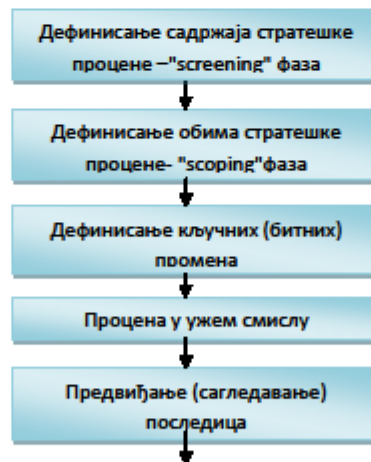 Дефинисање садржаја стратешке
процене –"screening" фаза
Дефинисање обима стратешке
процене- "scoping"фаза
Дефинисање кључних (битних)
промена
Процена у ужем смислу
Предвиђање (сагледавање)
последица